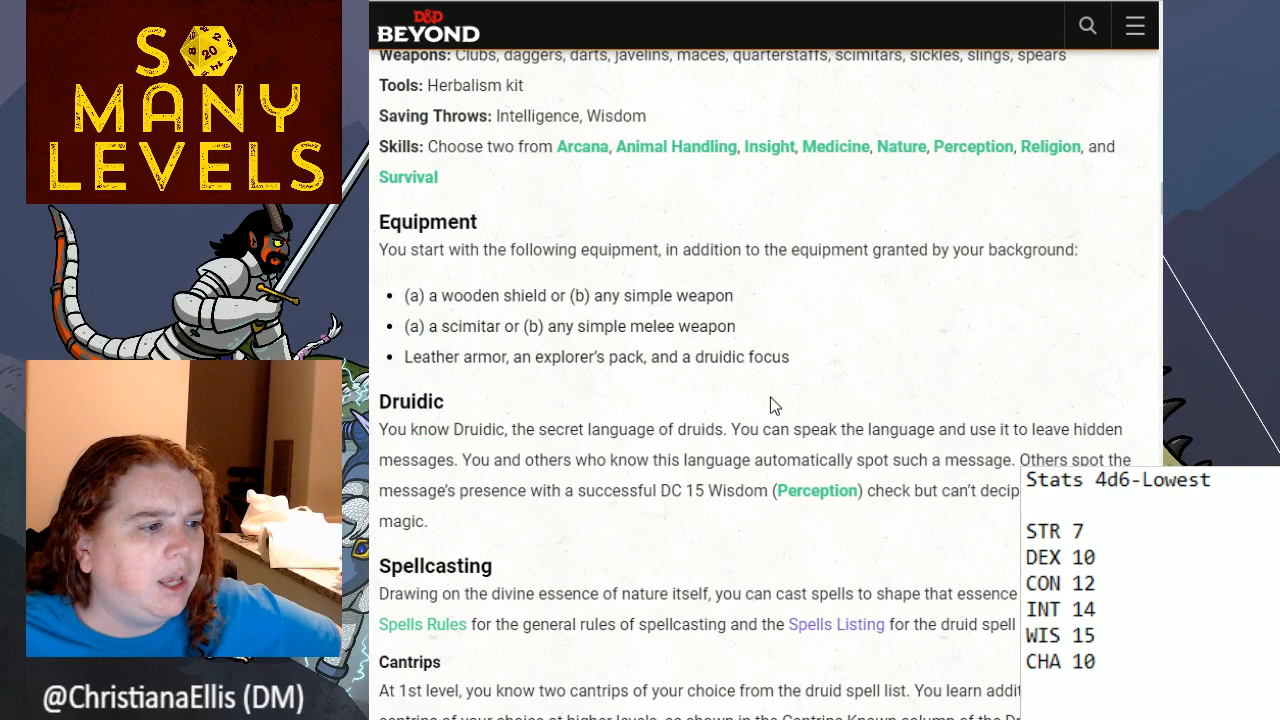 S 20
MANY
LEVELS
D&D
BEYOND
Weapons: Clubs, daggers, darts, javelins, maces, quarterstaffs, scimitars, sickles, slings, spears
Tools: Herbalism kit
Saving Throws: Intelligence, Wisdom
Skills: Choose two from Arcana, Animal Handling, Insight, Medicine, Nature, Perception, Religion, and
Survival
Equipment
You start with the following equipment, in addition to the equipment granted by your background:
• (a) a wooden shield or (b) any simple weapon
• (a) a scimitar or (b) any simple melee weapon
• Leather armor, an explorer's pack, and a druidic focus
Druidic
You know Druidic, the secret language of druids. You can speak the language and use it to leave hidden
messages. You and others who know this language automatically spot such a message. Others spot the
message's presence with a successful DC 15 Wisdom (Perception) check but can't decip
magic.
Spellcasting
Drawing on the divine essence of nature itself, you can cast spells to shape that essence
Spells Rules for the general rules of spellcasting and the Spells Listing for the druid spell
Cantrips
At 1st level, you know two cantrips of your choice from the druid spell list. You learn addit
cantrips of your choice at higher levels, as shown in the Cantrips Known column of the Dr
Stats 4d6-Lowest
STR 7
DEX 10
CON 12
INT 14
WIS 15
CHA 10
@ChristianaEllis (DM)